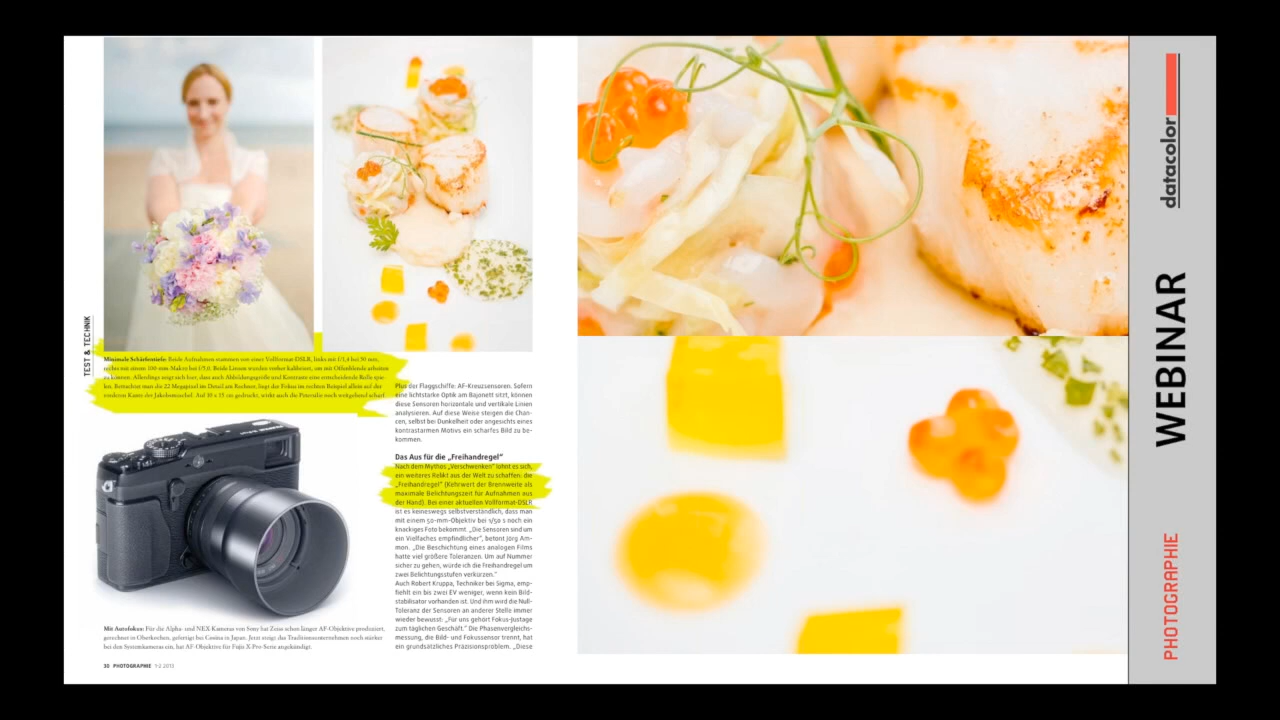 TEST & TECHNIK
Minimale Schärfentiefe: Beide Aufnahmen stammen von einer Vollformat-DSLR, links mit f/1,4 bei 50 mm,
rechts mit einem 100-mm-Makro bei f/5,0. Beide Linsen wurden vorher kalibriert, um mit Offenblende arbeiten
zu können. Allerdings zeigt sich hier, dass auch Abbildungsgröße und Kontraste eine entscheidende Rolle spie-
len. Betrachtet man die 22 Megapixel im Detail am Rechner, liegt der Fokus im rechten Beispiel allein auf der
vorderen Kante der Jakobsmuschel. Auf 10 x 15 cm gedruckt, wirkt auch die Petersilie noch weitgehend scharf.
Mit Autofokus: Für die Alpha- und NEX-Kameras von Sony hat Zeiss schon länger AF-Objektive produziert,
gerechnet in Oberkochen, gefertigt bei Cosina in Japan. Jetzt steigt das Traditionsunternehmen noch stärker
bei den Systemkameras ein, hat AF-Objektive für Fujis X-Pro-Serie angekündigt.
30 PHOTOGRAPHIE 1-2 2013
Plus der Flaggschiffe: AF-Kreuzsensoren. Sofern
eine lichtstarke Optik am Bajonett sitzt, können
diese Sensoren horizontale und vertikale Linien
analysieren. Auf diese Weise steigen die Chan-
cen, selbst bei Dunkelheit oder angesichts eines
kontrastarmen Motivs ein scharfes Bild zu be-
kommen.
Das Aus für die „Freihandregel“
Nach dem Mythos „Verschwenken“ lohnt es sich,
ein weiteres Relikt aus der Welt zu schaffen: der
„Freihandregel“ (Kehrwert der Brennweite als
maximale Belichtungszeit für Aufnahmen aus
der Hand). Bei einer aktuellen Vollformat-DSLR
ist es keineswegs selbstverständlich, dass man
mit einem 50-mm-Objektiv bei 1/50 s noch ein
knackiges Foto bekommt. „Die Sensoren sind um
ein Vielfaches empfindlicher“, betont Jörg Am-
mon. „Die Beschichtung eines analogen Films
hatte viel größere Toleranzen. Um auf Nummer
sicher zu gehen, würde ich die Freihandregel um
zwei Belichtungsstufen verkürzen.“
Auch Robert Kruppa, Techniker bei Sigma, emp-
fiehlt ein bis zwei EV weniger, wenn kein Bild-
stabilisator vorhanden ist. Und ihm wird die Null-
Toleranz der Sensoren an anderer Stelle immer
wieder bewusst: „Für uns gehört Fokus-Justage
zum täglichen Geschäft.“ Die Phasenvergleichs-
messung, die Bild- und Fokussensor trennt, hat
ein grundsätzliches Präzisionsproblem. „Diese
datacolor
WEBINAR
PHOTOGRAPHIE